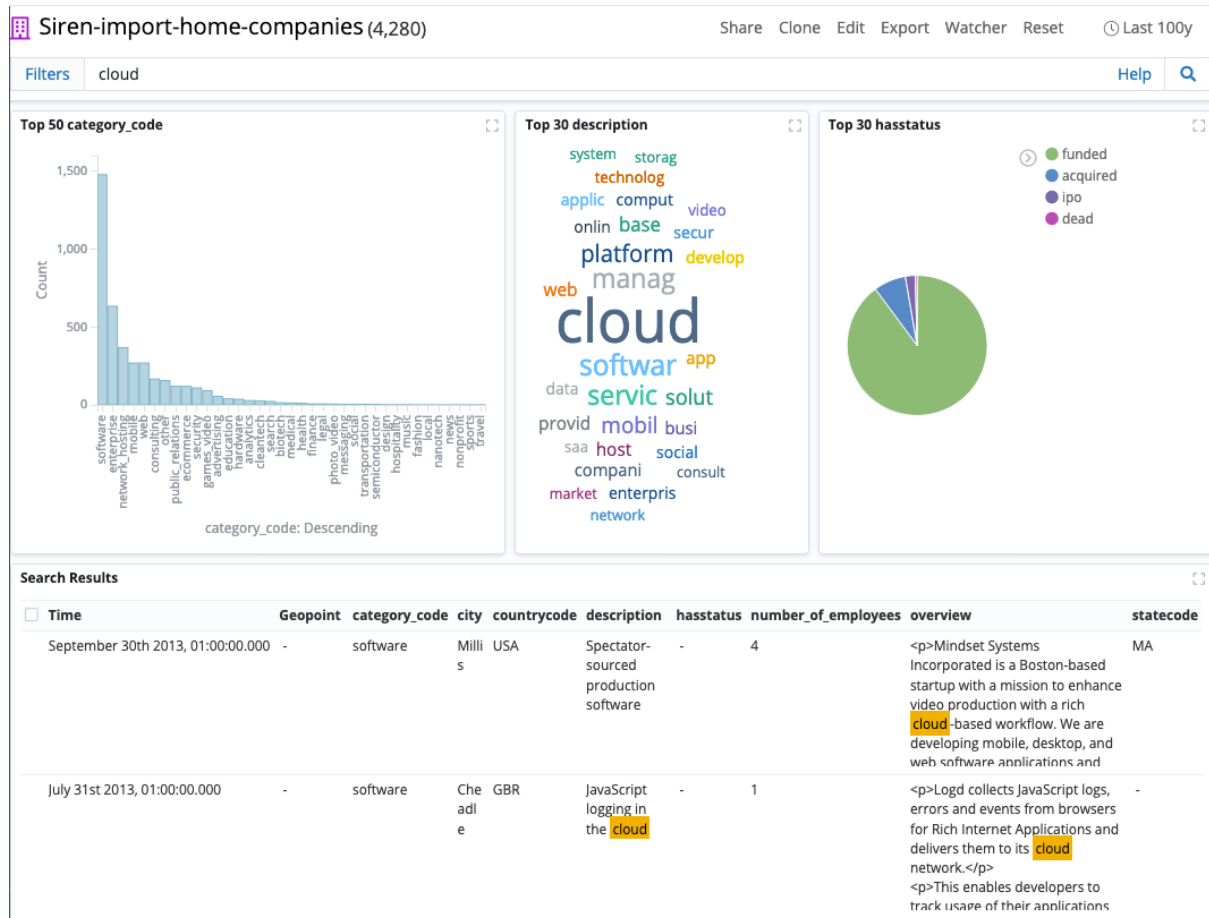 Siren-import-home-companies (4,280)
Share Clone Edit Export Watcher Reset Last 100y
Filters cloud Help
Top 50 category_code
1,500
1,000
500
0
Count
software
enterprise
network_hosting
mobile
web
consulting
other
public_relations
ecommerce
security
games_video
advertising
education
hardware
analytics
cleantech
search
biotech
medical
health
finance
legal
photo_video
messaging
social
transportation
semiconductor
design
hospitality
music
fashion
local
nanotech
news
nonprofit
sports
travel
category_code: Descending
Top 30 description
system storag
technolog
applic comput
video
onlin base
secur
platform develop
manag
web
cloud
softwar app
data
servic solut
provid mobil busi
saa host social
compani consult
market enterpris
network
Top 30 hasstatus
funded
acquired
ipo
dead
Search Results
Time Geopoint category_code city countrycode description hasstatus number_of_employees overview statecode
September 30th 2013, 01:00:00.000 - software Milli USA Spectator- - 4 <p>Mindset Systems MA
s sourced Incorporated is a Boston-based
production startup with a mission to enhance
software video production with a rich
cloud-based workflow. We are
developing mobile, desktop, and
web software applications and
July 31st 2013, 01:00:00.000 - software Che GBR JavaScript - 1 <p>Logd collects JavaScript logs, -
adl logging in errors and events from browsers
e the cloud for Rich Internet Applications and
delivers them to its cloud
network.</p>
<p>This enables developers to
track usage of their applications